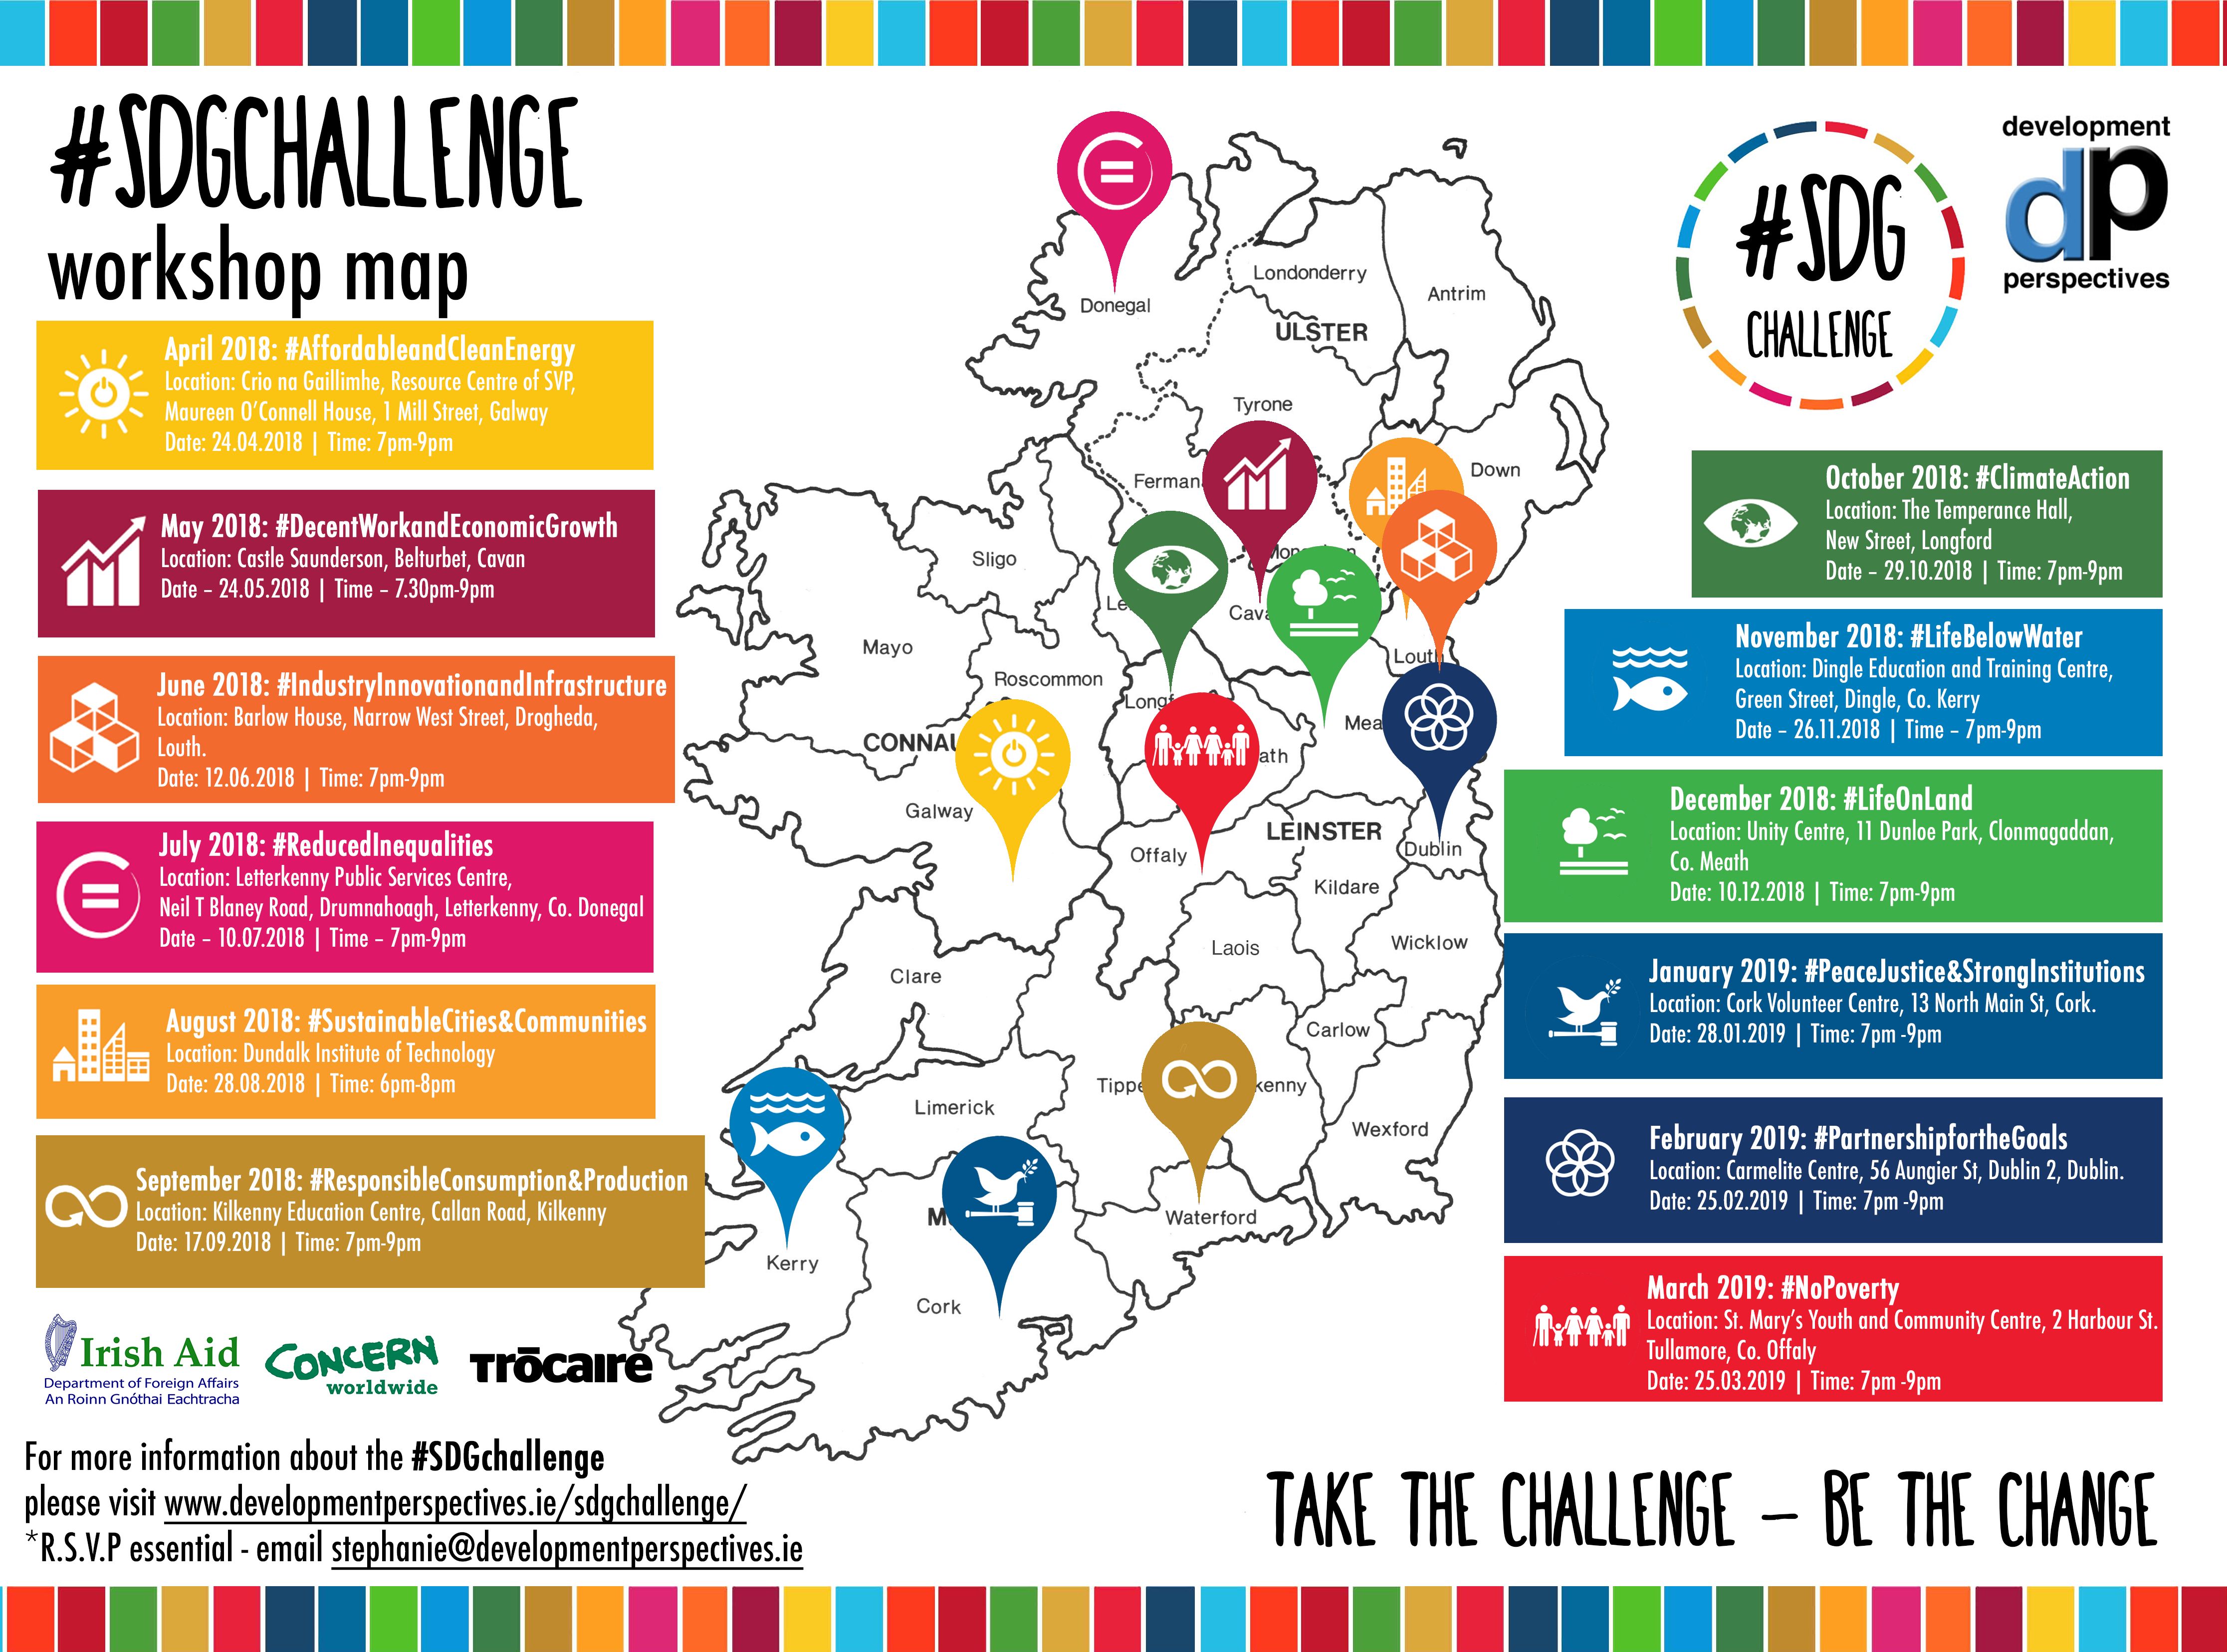 #SDGCHALLENGE
workshop map
April 2018: #AffordableandCleanEnergy
Location: Crio na Gaillimhe, Resource Centre of SVP,
Maureen O'Connell House, 1 Mill Street, Galway
Date: 24.04.2018 | Time: 7pm-9pm
May 2018: #DecentWorkandEconomicGrowth
Location: Castle Saunderson, Belturbet, Cavan
Date – 24.05.2018 | Time – 7.30pm-9pm
June 2018: #IndustryInnovationandInfrastructure
Location: Barlow House, Narrow West Street, Drogheda,
Louth.
Date: 12.06.2018 | Time: 7pm-9pm
July 2018: #ReducedInequalities
Location: Letterkenny Public Services Centre,
Neil T Blaney Road, Drumnahoagh, Letterkenny, Co. Donegal
Date – 10.07.2018 | Time – 7pm-9pm
August 2018: #SustainableCities&Communities
Location: Dundalk Institute of Technology
Date: 28.08.2018 | Time: 6pm-8pm
September 2018: #ResponsibleConsumption&Production
Location: Kilkenny Education Centre, Callan Road, Kilkenny
Date: 17.09.2018 | Time: 7pm-9pm
Irish Aid
Department of Foreign Affairs
An Roinn Gnóthai Eachtracha
CONCERN
worldwide
Trōcaire
For more information about the #SDGchallenge
please visit www.developmentperspectives.ie/sdgchallenge/
*R.S.V.P essential - email stephanie@developmentperspectives.ie
Donegal
Londonderry
Antrim
ULSTER
Tyrone
Down
Ferman
Sligo
Le
Cava
Mayo
Louth
Roscommon
Longf
Mea
CONNAU
ath
Galway
LEINSTER
Offaly
Dublin
Kildare
Wicklow
Laois
Clare
Carlow
Tippe
kenny
Limerick
Wexford
M
Waterford
Kerry
Cork
#SDG
CHALLENGE
development
dp
perspectives
October 2018: #ClimateAction
Location: The Temperance Hall,
New Street, Longford
Date – 29.10.2018 | Time: 7pm-9pm
November 2018: #LifeBelowWater
Location: Dingle Education and Training Centre,
Green Street, Dingle, Co. Kerry
Date – 26.11.2018 | Time – 7pm-9pm
December 2018: #LifeOnLand
Location: Unity Centre, 11 Dunloe Park, Clonmagaddan,
Co. Meath
Date: 10.12.2018 | Time: 7pm-9pm
January 2019: #PeaceJustice&StrongInstitutions
Location: Cork Volunteer Centre, 13 North Main St, Cork.
Date: 28.01.2019 | Time: 7pm -9pm
February 2019: #PartnershipfortheGoals
Location: Carmelite Centre, 56 Aungier St, Dublin 2, Dublin.
Date: 25.02.2019 | Time: 7pm -9pm
March 2019: #NoPoverty
Location: St. Mary's Youth and Community Centre, 2 Harbour St.
Tullamore, Co. Offaly
Date: 25.03.2019 | Time: 7pm -9pm
TAKE THE CHALLENGE – BE THE CHANGE